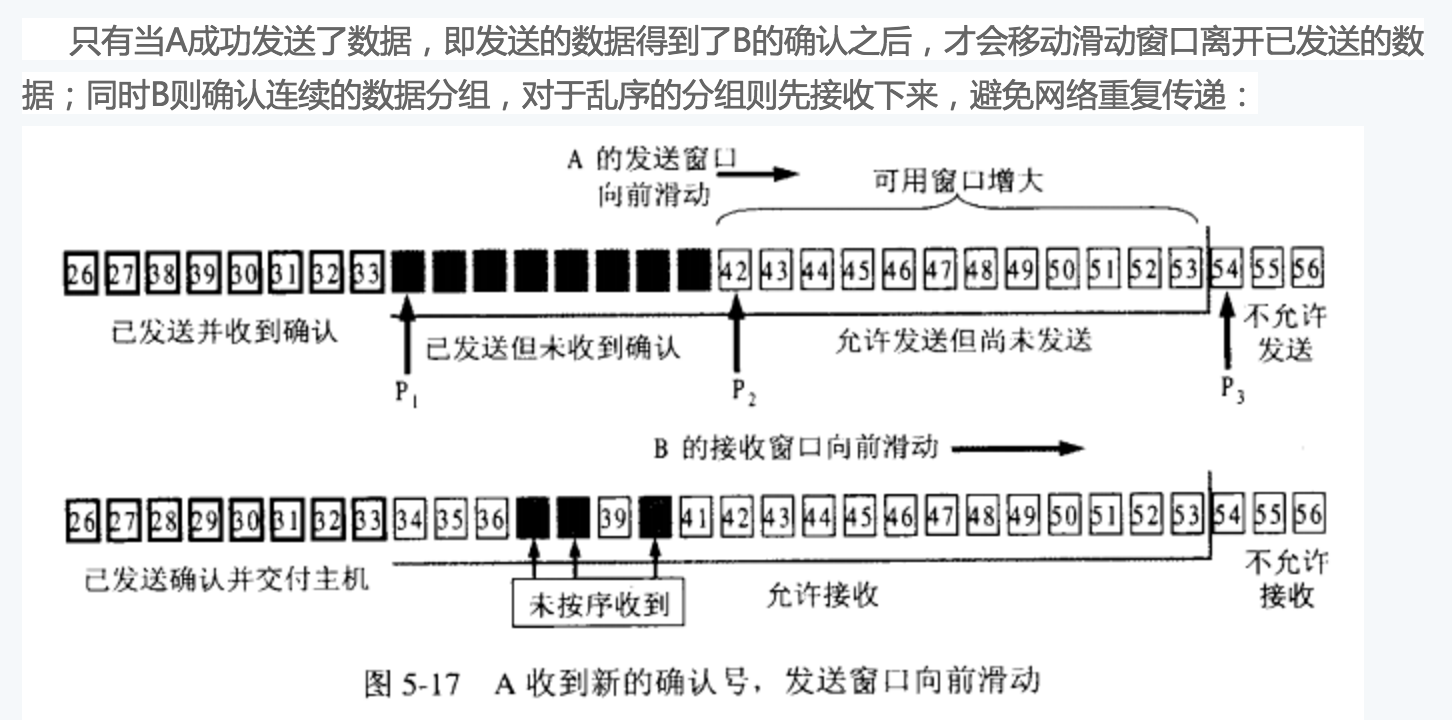 只有当A成功发送了数据，即发送的数据得到了B的确认之后，才会移动滑动窗口离开已发送的数
据；同时B则确认连续的数据分组，对于乱序的分组则先接收下来，避免网络重复传递：
A 的发送窗口
向前滑动
可用窗口增大
26 27 38 39 30 31 32 33 42 43 44 45 46 47 48 49 50 51 52 53 54 55 56
已发送并收到确认
已发送但未收到确认
允许发送但尚未发送
不允许
发送
P1
P2
P3
B 的接收窗口向前滑动
26 27 28 29 30 31 32 33 34 35 36 39 41 42 43 44 45 46 47 48 49 50 51 52 53 54 55 56
已发送确认并交付主机
未按序收到
允许接收
不允许
接收
图 5-17 A 收到新的确认号，发送窗口向前滑动